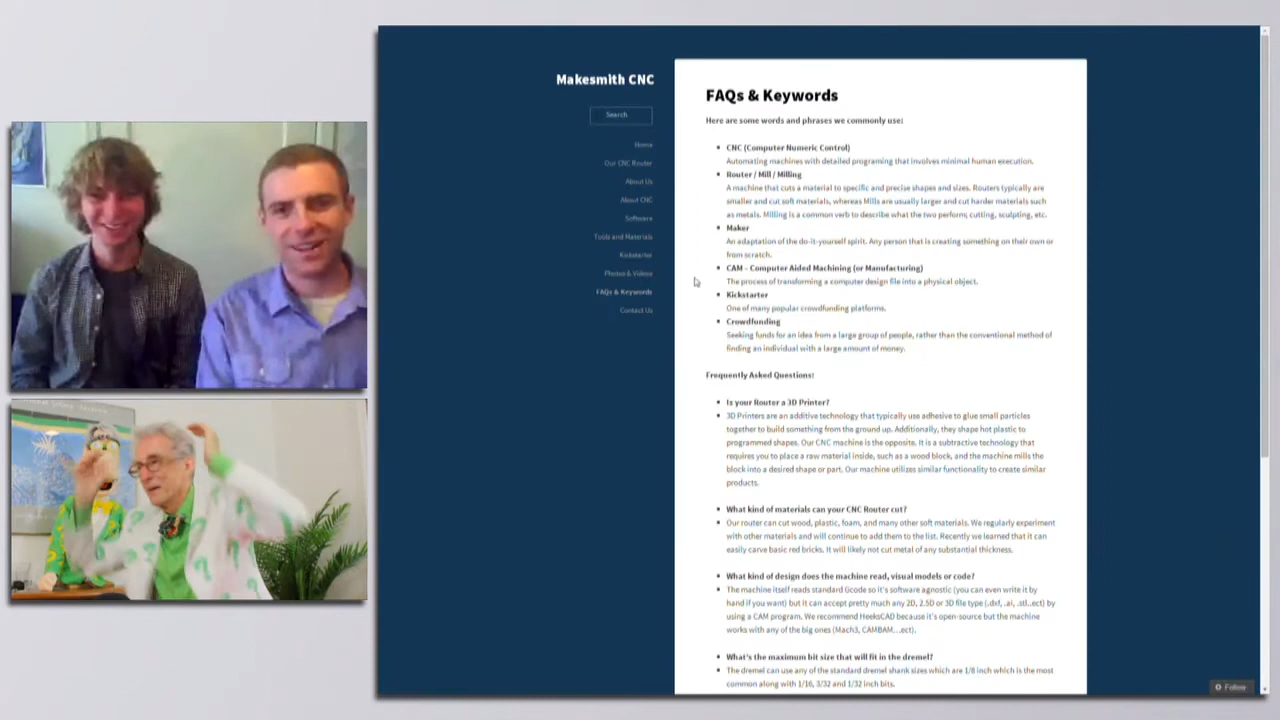 Makesmith CNC
Search
Home
Our CNC Router
About Us
About CNC
Software
Tools and Materials
Kickstarter
Photos & Videos
FAQs & Keywords
Contact Us
FAQs & Keywords
Here are some words and phrases we commonly use:
CNC (Computer Numeric Control)
Automating machines with detailed programing that involves minimal human execution.
Router / Mill / Milling
A machine that cuts a material to specific and precise shapes and sizes. Routers typically are
smaller and cut soft materials, whereas Mills are usually larger and cut harder materials such
as metals. Milling is a common verb to describe what the two perform; cutting, sculpting, etc.
Maker
An adaptation of the do-it-yourself spirit. Any person that is creating something on their own or
from scratch.
CAM - Computer Aided Machining (or Manufacturing)
The process of transforming a computer design file into a physical object.
Kickstarter
One of many popular crowdfunding platforms.
Crowdfunding
Seeking funds for an idea from a large group of people, rather than the conventional method of
finding an individual with a large amount of money.
Frequently Asked Questions:
Is your Router a 3D Printer?
3D Printers are an additive technology that typically use adhesive to glue small particles
together to build something from the ground up. Additionally, they shape hot plastic to
programmed shapes. Our CNC machine is the opposite. It is a subtractive technology that
requires you to place a raw material inside, such as a wood block, and the machine mills the
block into a desired shape or part. Our machine utilizes similar functionality to create similar
products.
What kind of materials can your CNC Router cut?
Our router can cut wood, plastic, foam, and many other soft materials. We regularly experiment
with other materials and will continue to add them to the list. Recently we learned that it can
easily carve basic red bricks. It will likely not cut metal of any substantial thickness.
What kind of design does the machine read, visual models or code?
The machine itself reads standard Gcode so it's software agnostic (you can even write it by
hand if you want) but it can accept pretty much any 2D, 2.5D or 3D file type (.dxf, .ai, .stl..ect) by
using a CAM program. We recommend HeeksCAD because it's open-source but the machine
works with any of the big ones (Mach3, CAMBAM...ect).
What's the maximum bit size that will fit in the dremel?
The dremel can use any of the standard dremel shank sizes which are 1/8 inch which is the most
common along with 1/16, 3/32 and 1/32 inch bits.
Follow